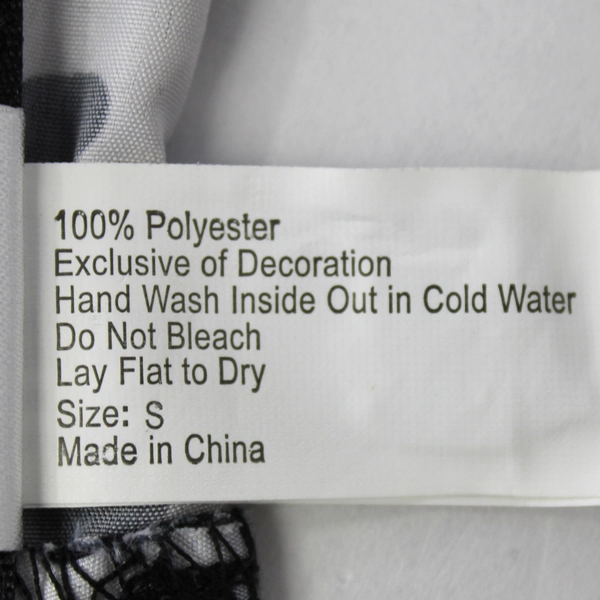 100% Polyester
Exclusive of Decoration
Hand Wash Inside Out in Cold Water
Do Not Bleach
Lay Flat to Dry
Size: S
Made in China